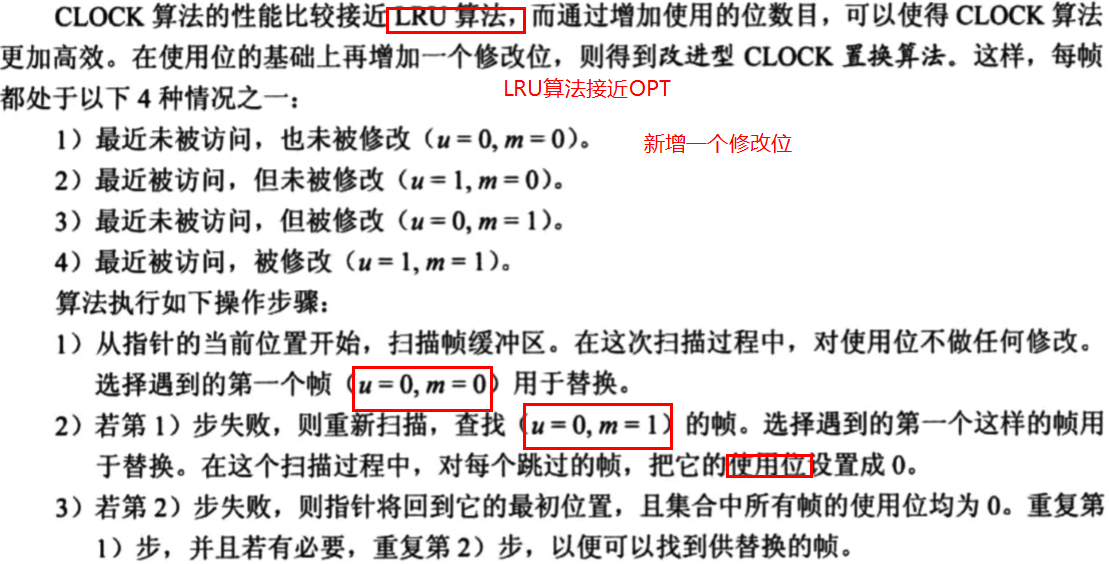 CLOCK 算法的性能比较接近 LRU 算法，而通过增加使用的位数目，可以使得 CLOCK 算法
更加高效。在使用位的基础上再增加一个修改位，则得到改进型 CLOCK 置换算法。这样，每帧
都处于以下 4 种情况之一：
LRU算法接近OPT
1）最近未被访问，也未被修改（u = 0, m = 0）。
新增一个修改位
2）最近被访问，但未被修改（u = 1, m = 0）。
3）最近未被访问，但被修改（u = 0, m = 1）。
4）最近被访问，被修改（u = 1, m = 1）。
算法执行如下操作步骤：
1）从指针的当前位置开始，扫描帧缓冲区。在这次扫描过程中，对使用位不做任何修改。
选择遇到的第一个帧（u = 0, m = 0）用于替换。
2）若第 1）步失败，则重新扫描，查找（u = 0, m = 1）的帧。选择遇到的第一个这样的帧用
于替换。在这个扫描过程中，对每个跳过的帧，把它的使用位设置成 0。
3）若第 2）步失败，则指针将回到它的最初位置，且集合中所有帧的使用位均为 0。重复第
1）步，并且若有必要，重复第 2）步，以便可以找到供替换的帧。